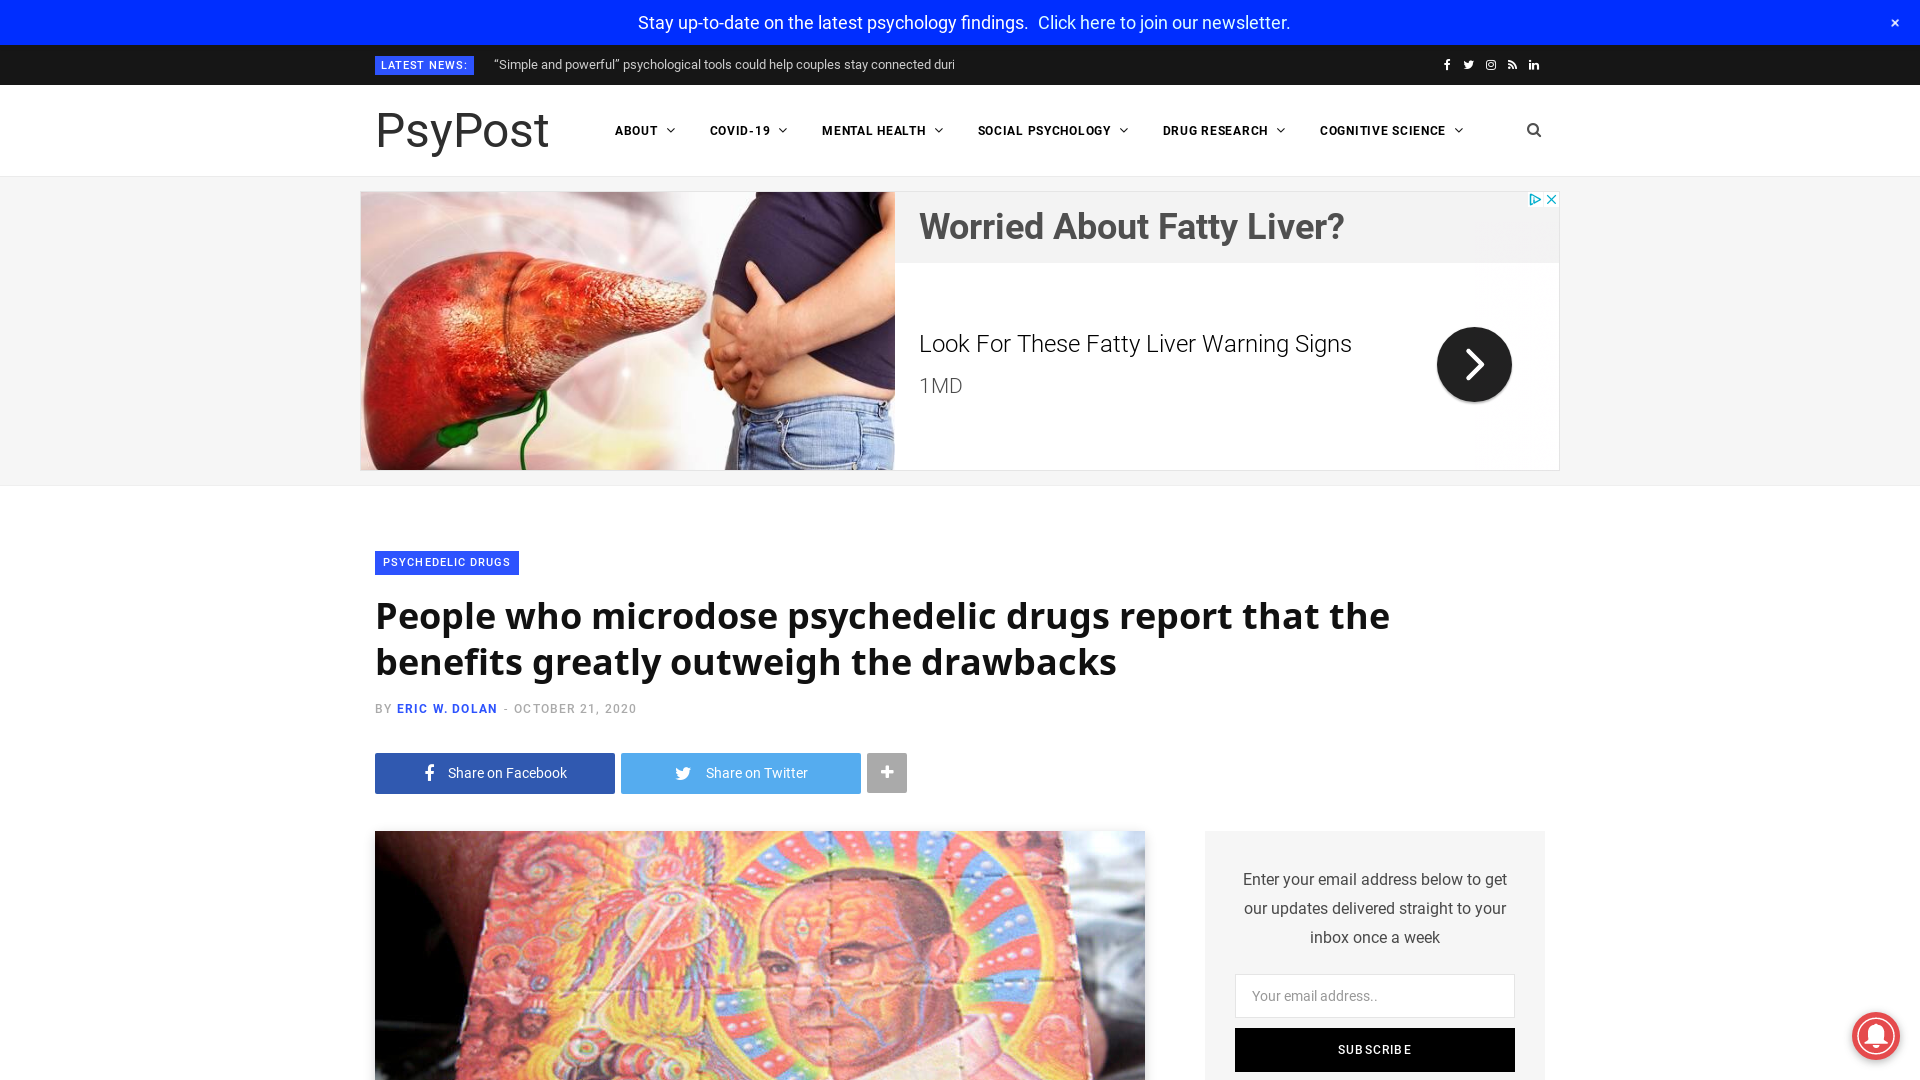 Stay up-to-date on the latest psychology findings. Click here to join our newsletter.
×
LATEST NEWS:
“Simple and powerful” psychological tools could help couples stay connected duri
PsyPost
ABOUT
COVID-19
MENTAL HEALTH
SOCIAL PSYCHOLOGY
DRUG RESEARCH
COGNITIVE SCIENCE
Worried About Fatty Liver?
Look For These Fatty Liver Warning Signs
1MD
PSYCHEDELIC DRUGS
People who microdose psychedelic drugs report that the
benefits greatly outweigh the drawbacks
BY ERIC W. DOLAN - OCTOBER 21, 2020
Share on Facebook
Share on Twitter
Enter your email address below to get
our updates delivered straight to your
inbox once a week
Your email address..
SUBSCRIBE